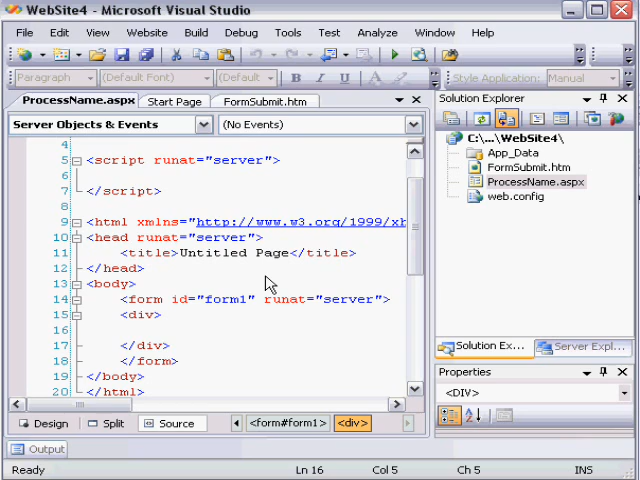 WebSite4 - Microsoft Visual Studio
File Edit View Website Build Debug Tools Test Analyze Window Help
Paragraph (Default Font) (Default B I U A Style Application: Manual
ProcessName.aspx Start Page FormSubmit.htm
Server Objects & Events (No Events)
4
5 <script runat="server">
6
7 </script>
8
9 <html xmlns="http://www.w3.org/1999/xh
10 <head runat="server">
11 <title>Untitled Page</title>
12 </head>
13 <body>
14 <form id="form1" runat="server">
15 <div>
16
17 </div>
18 </form>
19 </body>
20 </html>
Design Split Source <form#form1> <div>
Solution Explorer
C:\...\WebSite4\
App_Data
FormSubmit.htm
ProcessName.aspx
web.config
Solution Ex... Server Expl...
Properties
<DIV>
Output
Ready Ln 16 Col 5 Ch 5 INS